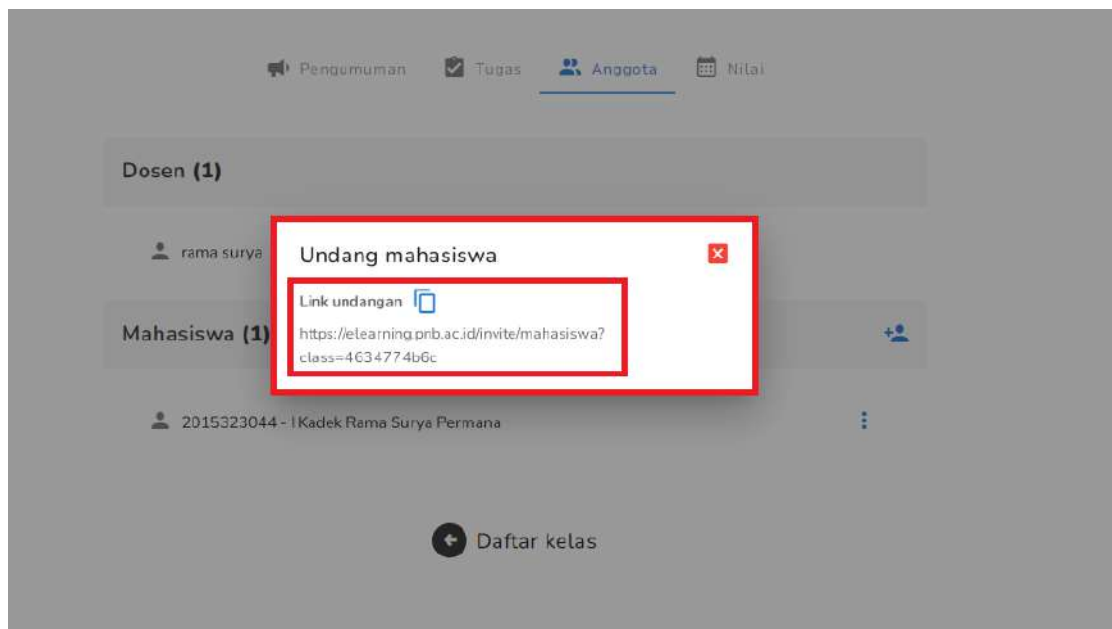 Pengumuman Tugas Anggota Nilai
Dosen (1)
rama surya
Undang mahasiswa
Link undangan
https://elearning.pnb.ac.id/invite/mahasiswa?
class=4634774b6c
Mahasiswa (1)
2015323044 - I Kadek Rama Surya Permana
Daftar kelas